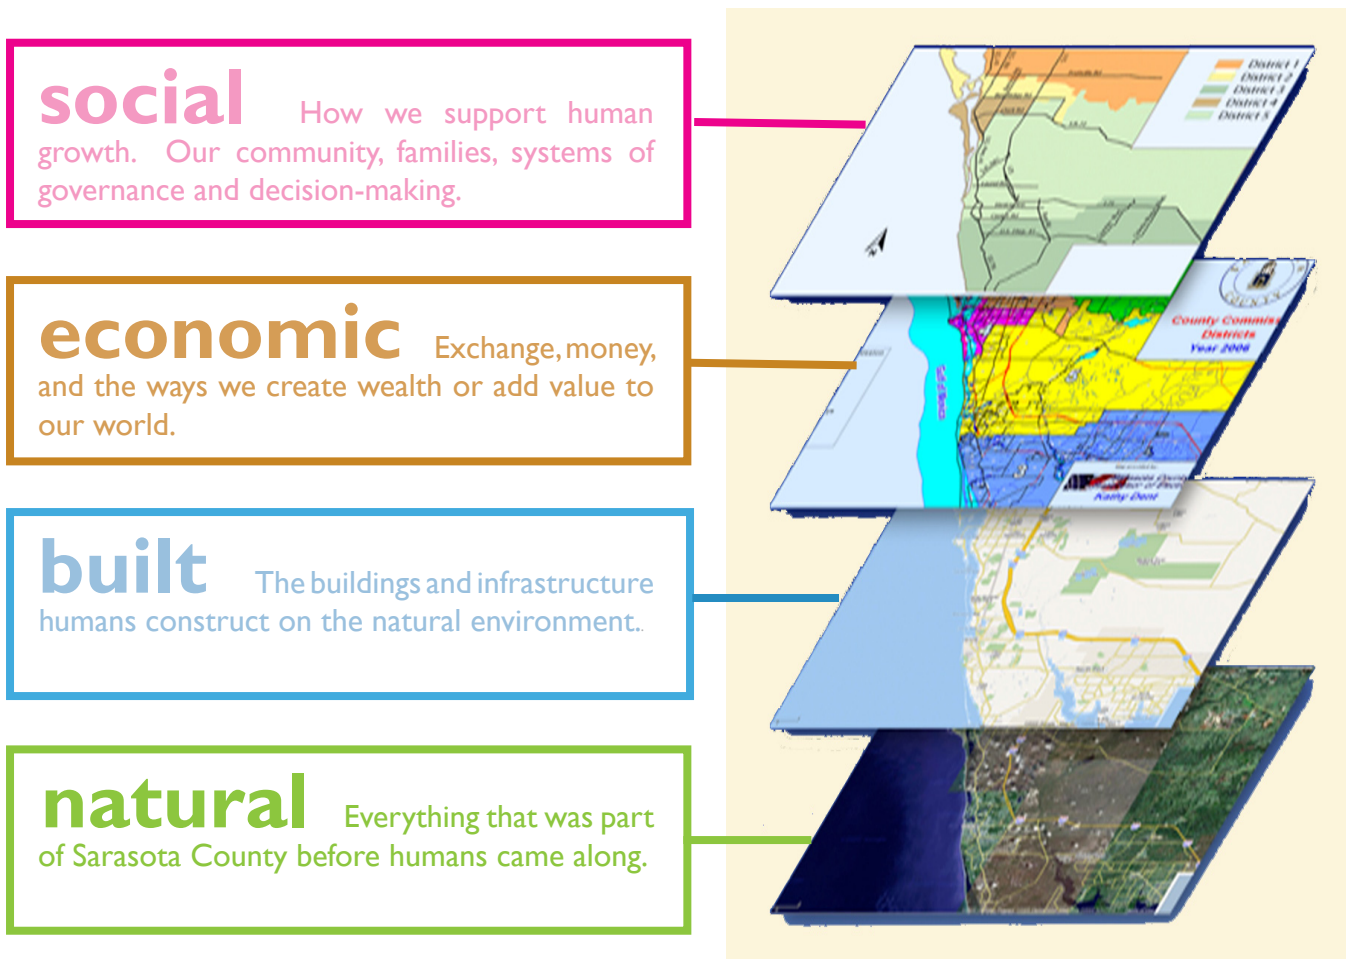 social How we support human
growth. Our community, families, systems of
governance and decision-making.
District 1
District 2
District 3
District 4
District 5
economic Exchange, money,
and the ways we create wealth or add value to
our world.
COUNTY
County Commiss
Districts
Year 2006
Kathy Dent
built The buildings and infrastructure
humans construct on the natural environment..
natural Everything that was part
of Sarasota County before humans came along.